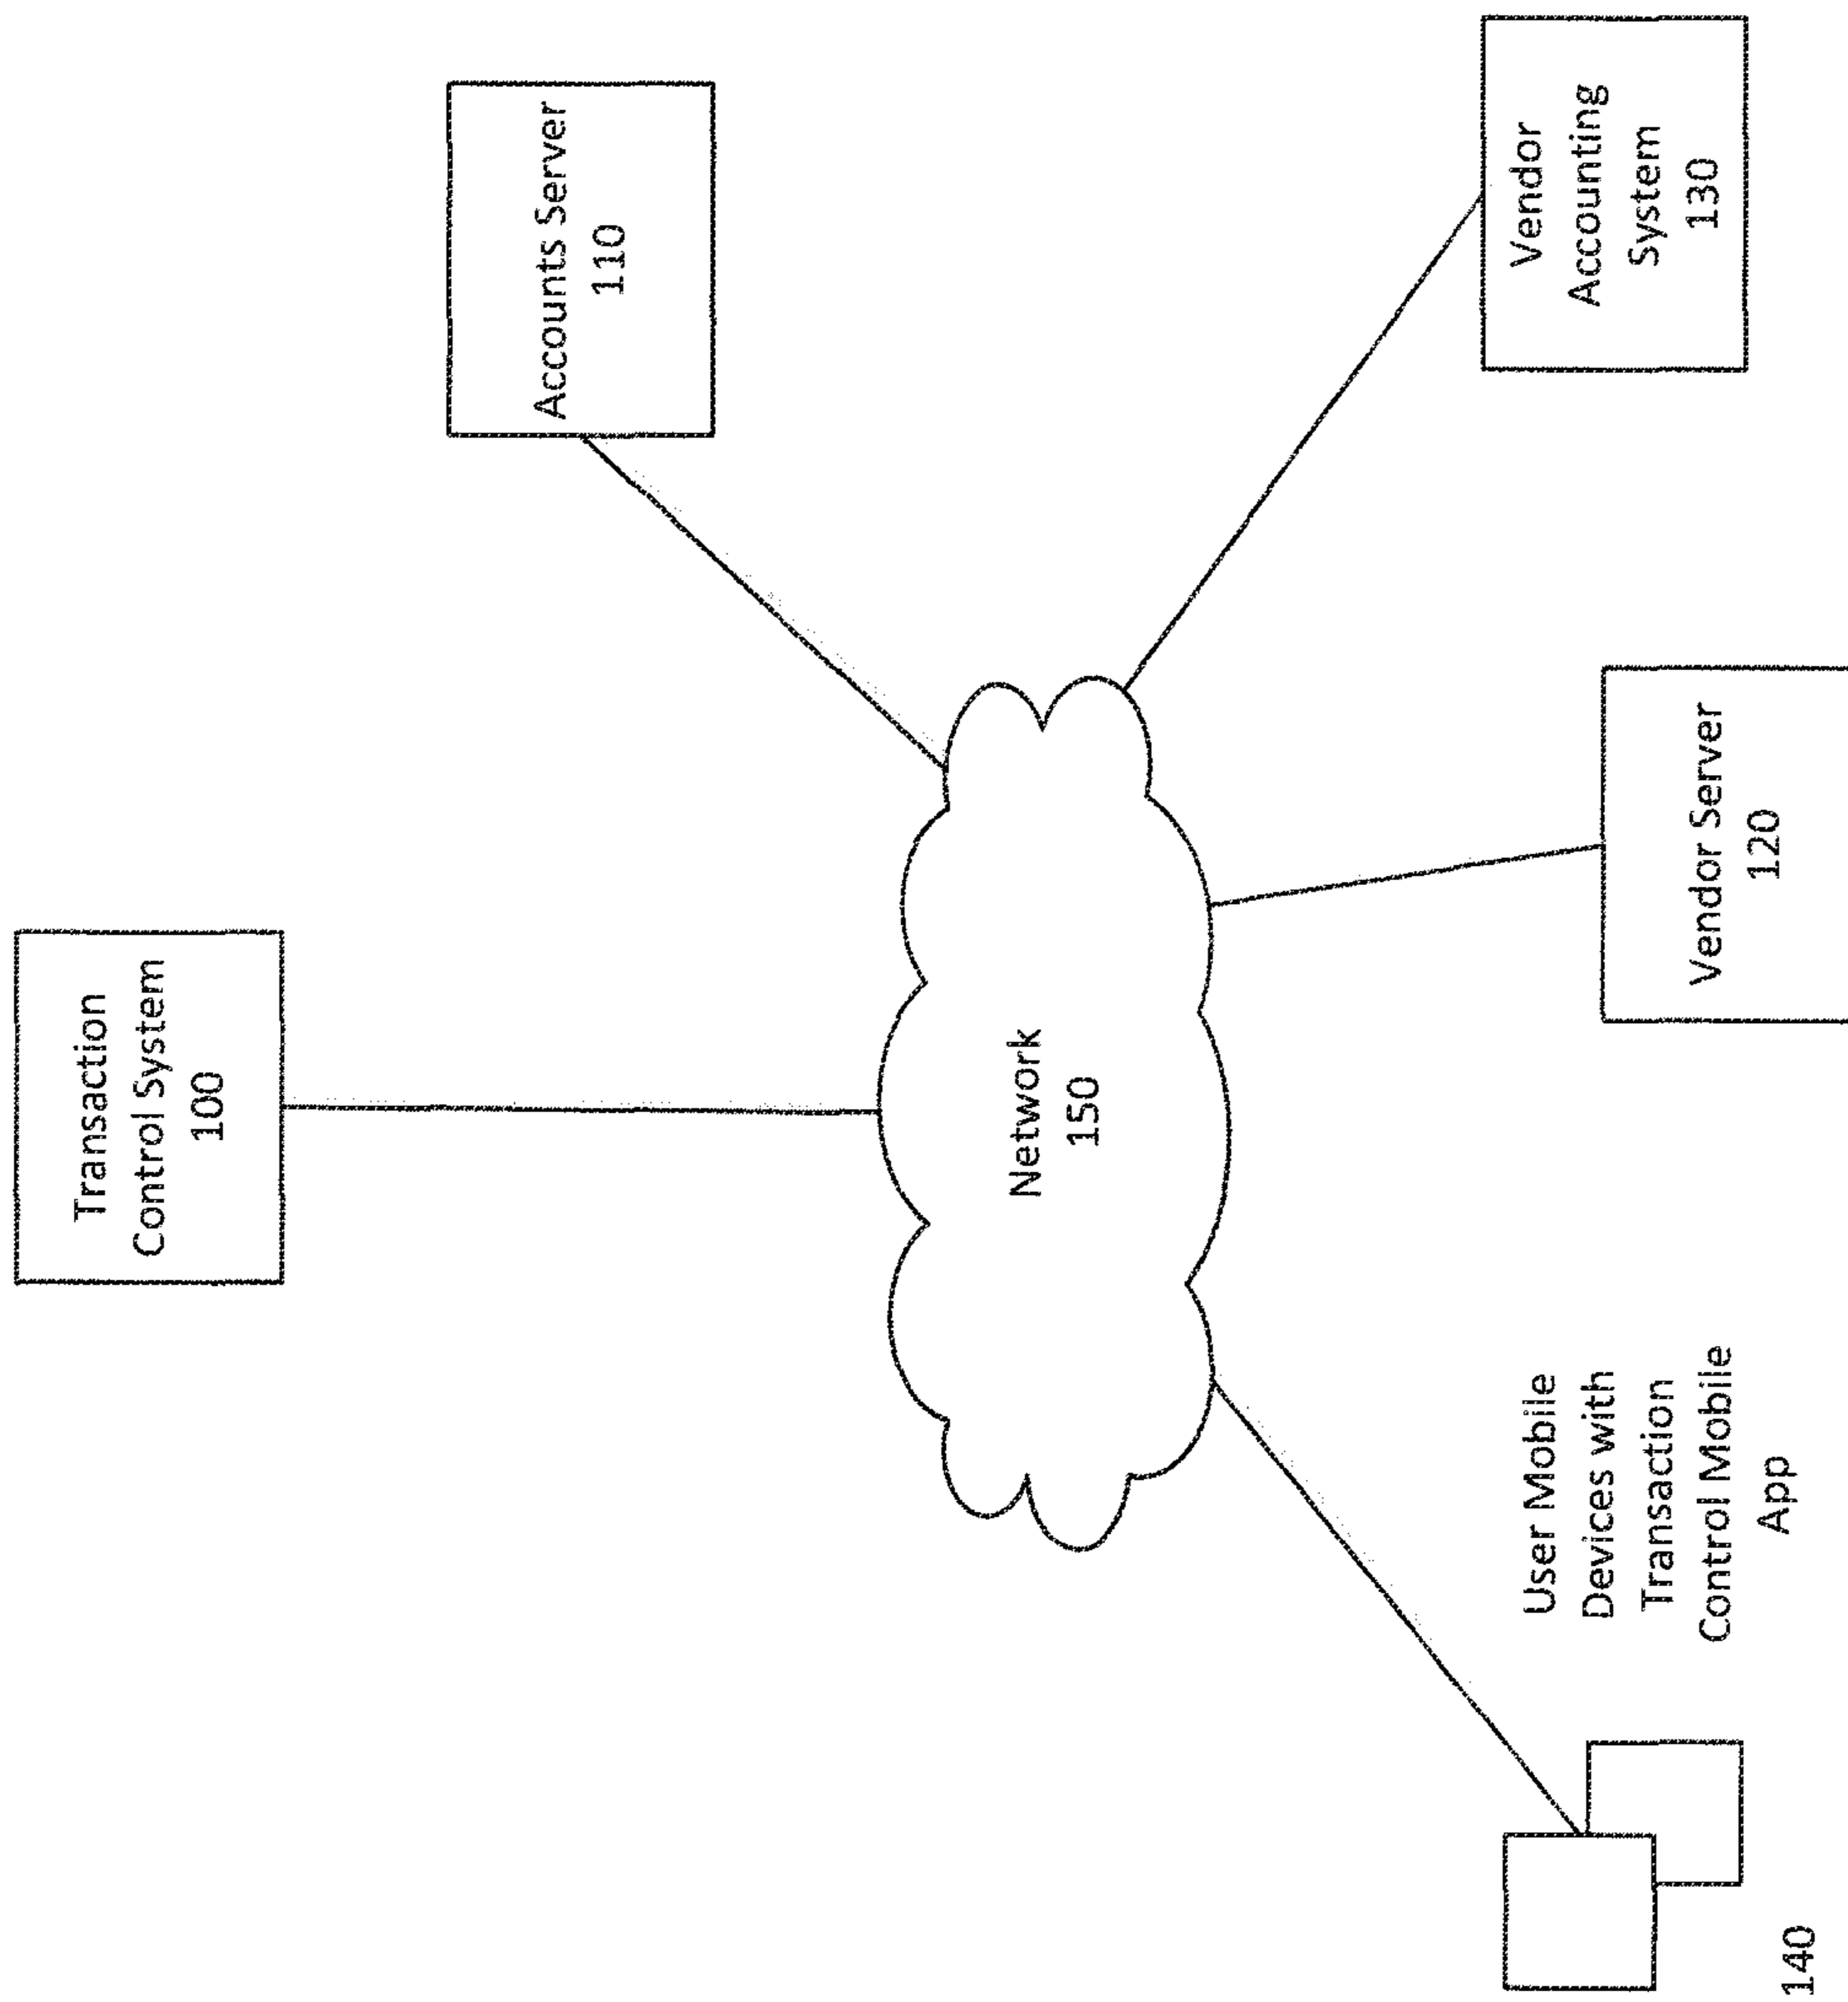 Transaction
Control System
100
Accounts Server
110
Network
150
User Mobile
Devices with
Transaction
Control Mobile
App
140
Vendor Server
120
Vendor
Accounting
System
130